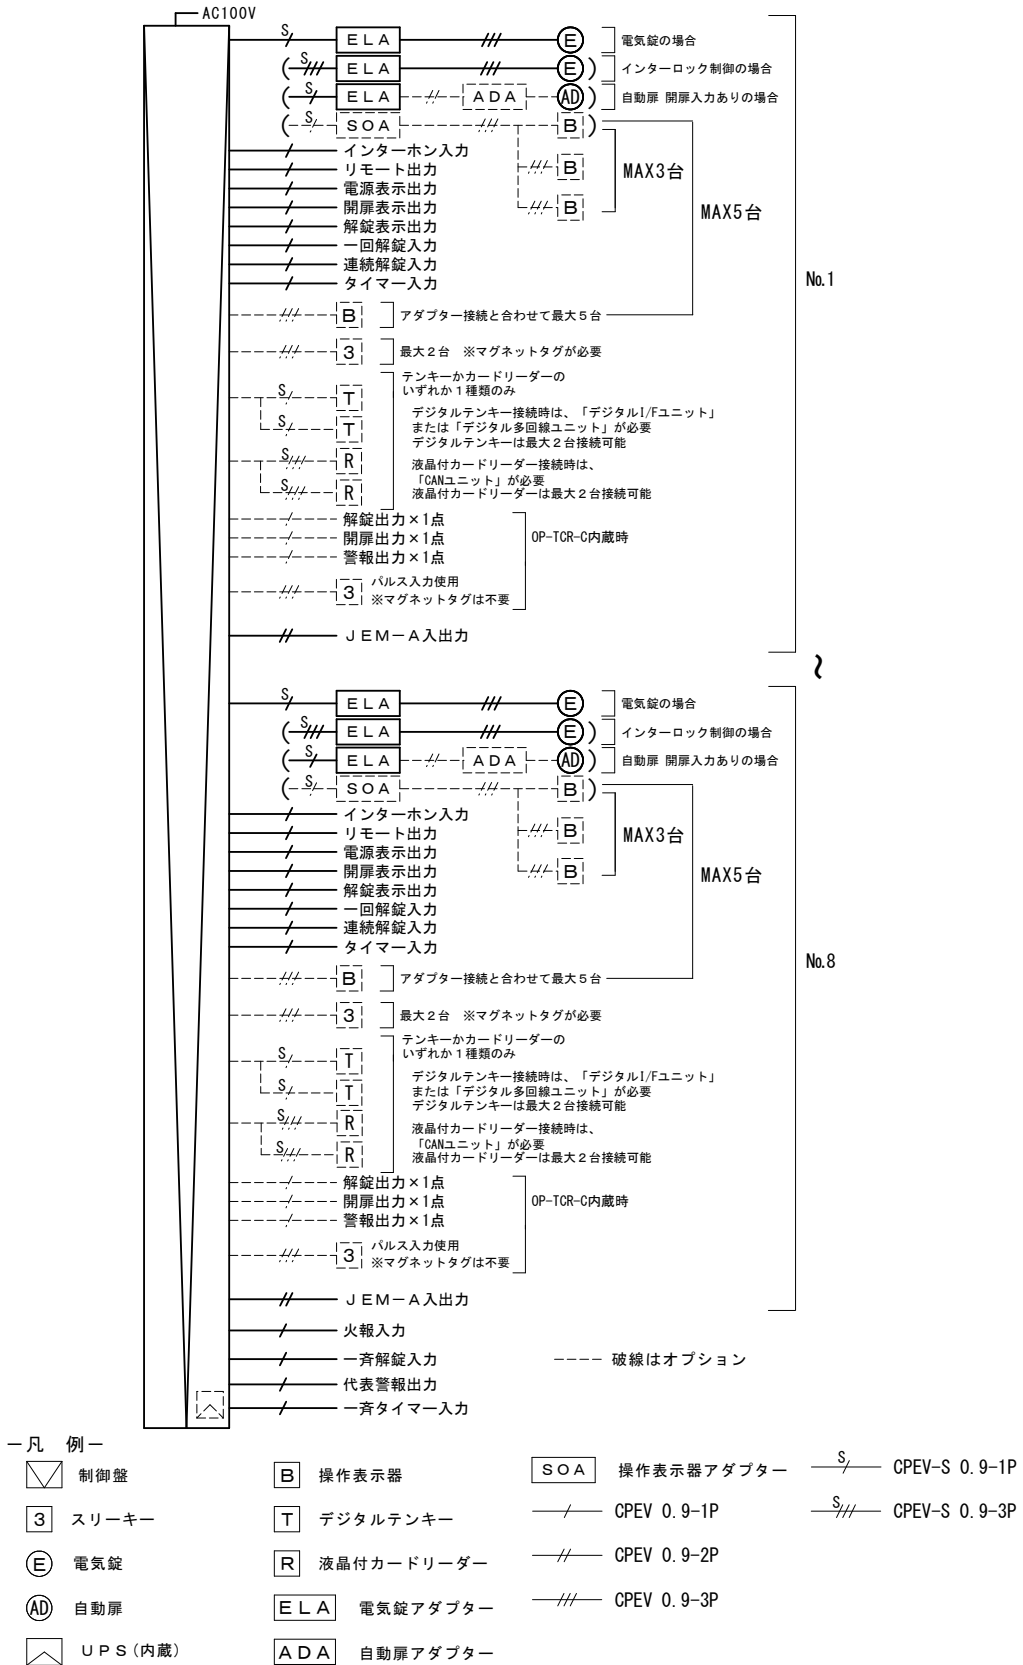 AC100V
S ELA E 電気錠の場合
( S ELA E ) インターロック制御の場合
( S ELA ADA AD ) 自動扉 開扉入力ありの場合
( S SOA B )
インターホン入力
B MAX3台
リモート出力
電源表示出力
開扉表示出力
B MAX5台
解錠表示出力
一回解錠入力
連続解錠入力
タイマー入力
No.1
B アダプター接続と合わせて最大５台
3 最大２台 ※マグネットタグが必要
テンキーかカードリーダーの
いずれか１種類のみ
S T
デジタルテンキー接続時は、「デジタルI/Fユニット」
または「デジタル多回線ユニット」が必要
S T
デジタルテンキーは最大２台接続可能
S R
液晶付カードリーダー接続時は、
「CANユニット」が必要
S R
液晶付カードリーダーは最大２台接続可能
解錠出力×1点
開扉出力×1点 OP-TCR-C内蔵時
警報出力×1点
3 パルス入力使用
※マグネットタグは不要
ＪＥＭ－Ａ入出力
～
S ELA E 電気錠の場合
( S ELA E ) インターロック制御の場合
( S ELA ADA AD ) 自動扉 開扉入力ありの場合
( S SOA B )
インターホン入力
B MAX3台
リモート出力
電源表示出力
開扉表示出力
B MAX5台
解錠表示出力
一回解錠入力
連続解錠入力
タイマー入力
No.8
B アダプター接続と合わせて最大５台
3 最大２台 ※マグネットタグが必要
テンキーかカードリーダーの
いずれか１種類のみ
S T
デジタルテンキー接続時は、「デジタルI/Fユニット」
または「デジタル多回線ユニット」が必要
S T
デジタルテンキーは最大２台接続可能
S R
液晶付カードリーダー接続時は、
「CANユニット」が必要
S R
液晶付カードリーダーは最大２台接続可能
解錠出力×1点
開扉出力×1点 OP-TCR-C内蔵時
警報出力×1点
3 パルス入力使用
※マグネットタグは不要
ＪＥＭ－Ａ入出力
火報入力
一斉解錠入力 ---- 破線はオプション
代表警報出力
一斉タイマー入力
－凡 例－
制御盤
3 スリーキー
E 電気錠
AD 自動扉
ＵＰＳ(内蔵)
B 操作表示器
T デジタルテンキー
R 液晶付カードリーダー
ELA 電気錠アダプター
ADA 自動扉アダプター
SOA 操作表示器アダプター
CPEV 0.9-1P
CPEV 0.9-2P
CPEV 0.9-3P
S CPEV-S 0.9-1P
S CPEV-S 0.9-3P